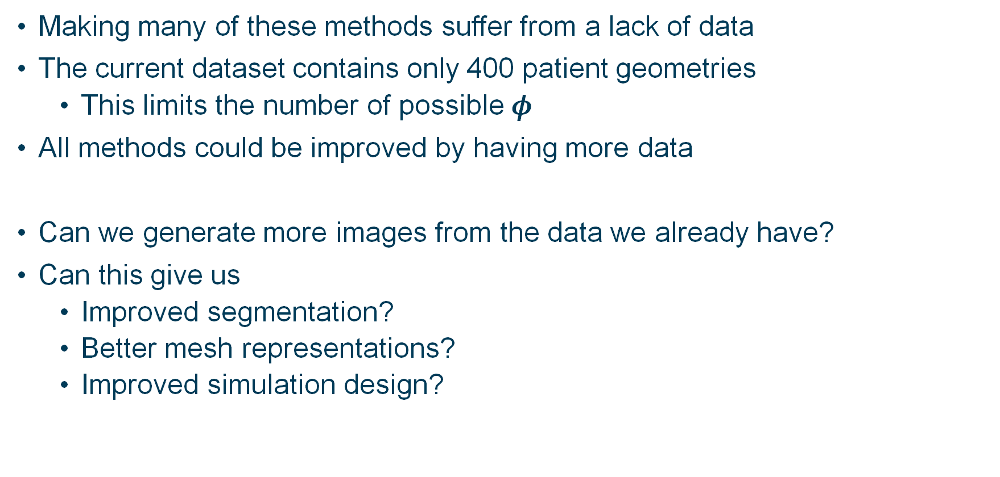 • Making many of these methods suffer from a lack of data
• The current dataset contains only 400 patient geometries
• This limits the number of possible ϕ
• All methods could be improved by having more data
• Can we generate more images from the data we already have?
• Can this give us
• Improved segmentation?
• Better mesh representations?
• Improved simulation design?